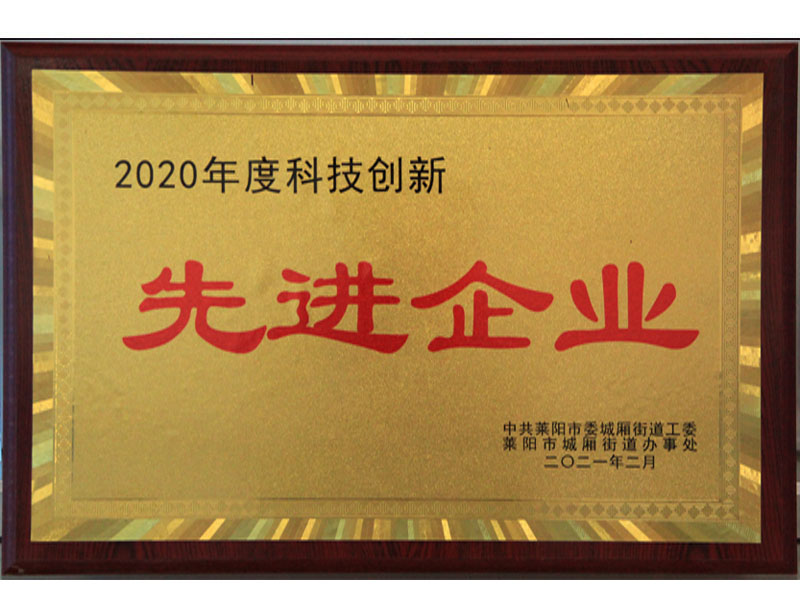 2020年度科技创新
先进企业
中共莱阳市委城厢街道工委
莱阳市城厢街道办事处
二〇二一年二月